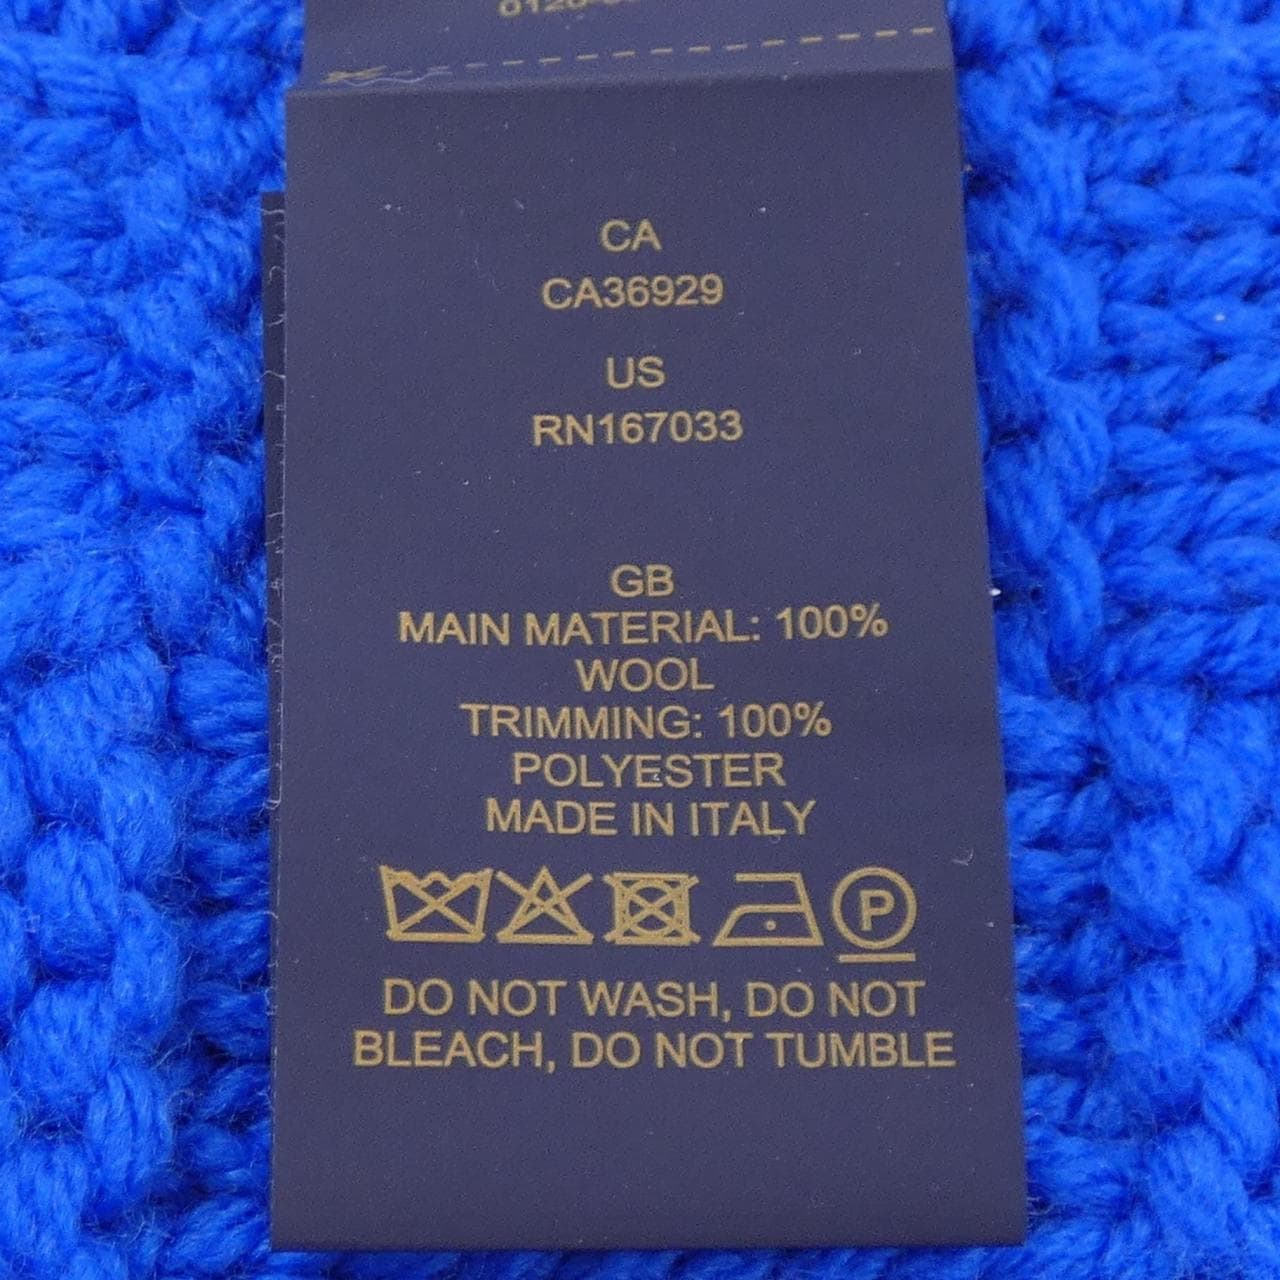 CA
CA36929
US
RN167033
GB
MAIN MATERIAL: 100%
WOOL
TRIMMING: 100%
POLYESTER
MADE IN ITALY
P
DO NOT WASH, DO NOT
BLEACH, DO NOT TUMBLE